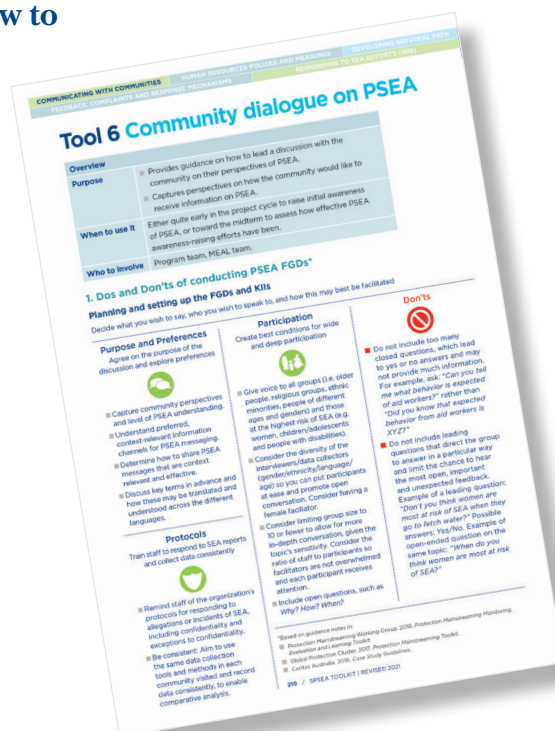 w to
COMMUNICATING WITH COMMUNITIES
HUMAN RESOURCES POLICES AND MEASURES
DEVELOPING REFERRAL PATH
FEEDBACK, COMPLAINTS AND RESPONSE MECHANISMS
RESPONDING TO SEA REPORTS
Tool 6 Community dialogue on PSEA
Overview
Purpose
■ Provides guidance on how to lead a discussion with the
community on their perspectives of PSEA.
■ Captures perspectives on how the community would like to
receive information on PSEA.
When to use it
Either quite early in the project cycle to raise initial awareness
of PSEA, or toward the midterm to assess how effective PSEA
awareness-raising efforts have been.
Who to involve
Program team, MEAL team.
1. Dos and Don'ts of conducting PSEA FGDs*
Planning and setting up the FGDs and KIIs
Decide what you wish to say, who you wish to speak to, and how this may best be facilitated
Purpose and Preferences
Agree on the purpose of the
discussion and explore preferences
■ Capture community perspectives
and level of PSEA understanding.
■ Understand preferred,
context-relevant information
channels for PSEA messaging.
■ Determine how to share PSEA
messages that are context
relevant and effective.
■ Discuss key terms in advance and
how these may be translated and
understood across the different
languages.
Protocols
Train staff to respond to SEA reports
and collect data consistently
■ Remind staff of the organization's
protocols for responding to
allegations or incidents of SEA,
including confidentiality and
exceptions to confidentiality.
■ Be consistent: Aim to use
the same data collection
tools and methods in each
community visited and record
data consistently, to enable
comparative analysis.
Participation
Create best conditions for wide
and deep participation
■ Give voice to all groups (i.e. older
people, religious groups, ethnic
minorities, people of different
ages and genders) and those
at the highest risk of SEA (e.g.
women, children/adolescents
and people with disabilities).
■ Consider the diversity of the
interviewers/data collectors
(gender/ethnicity/language/
age) so you can put participants
at ease and promote open
conversation. Consider having a
female faciliator.
■ Consider limiting group size to
10 or fewer to allow for more
in-depth conversation, given the
topic's sensitivity. Consider the
ratio of staff to participants so
facilitators are not overwhelmed
and each participant receives
attention.
■ Include open questions, such as
Why? How? When?
Don'ts
■ Do not include too many
closed questions, which lead
to yes or no answers and may
not provide much information.
For example, ask: "Can you tell
me what behavior is expected
of aid workers?" rather than
"Did you know that expected
behavior from aid workers is
XYZ?"
■ Do not include leading
questions that direct the group
to answer in a particular way
and limit the chance to hear
the most open, important
and unexpected feedback.
Example of a leading question:
"Don't you think women are
most at risk of SEA when they
go to fetch water?" Possible
answers: Yes/No. Example of
open-ended question on the
same topic: "When do you
think women are most at risk
of SEA?"
*Based on guidance notes in:
■ Protection Mainstreaming Working Group. 2018. Protection Mainstreaming Monitoring,
Evaluation and Learning Toolkit.
■ Global Protection Cluster. 2017. Protection Mainstreaming Toolkit.
■ Caritas Australia. 2016. Case Study Guidelines.
210 / SPSEA TOOLKIT | REVISED 2021